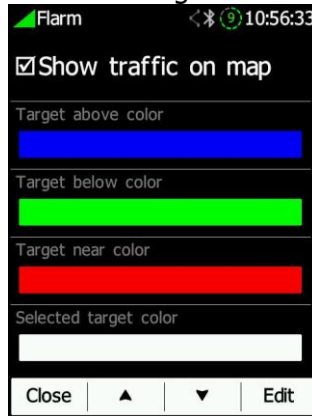 Flarm 9 10:56:33
Show traffic on map
Target above color
Target below color
Target near color
Selected target color
Close Edit